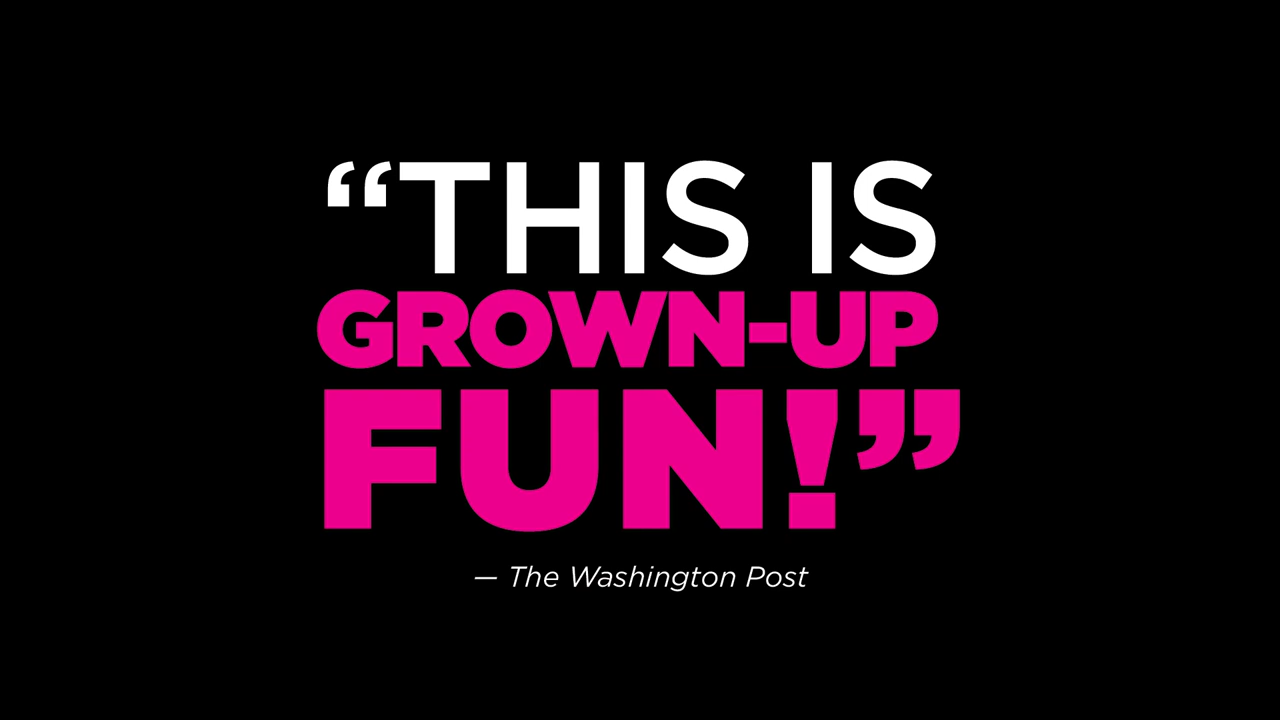 “THIS IS
GROWN-UP
FUN!”
— The Washington Post